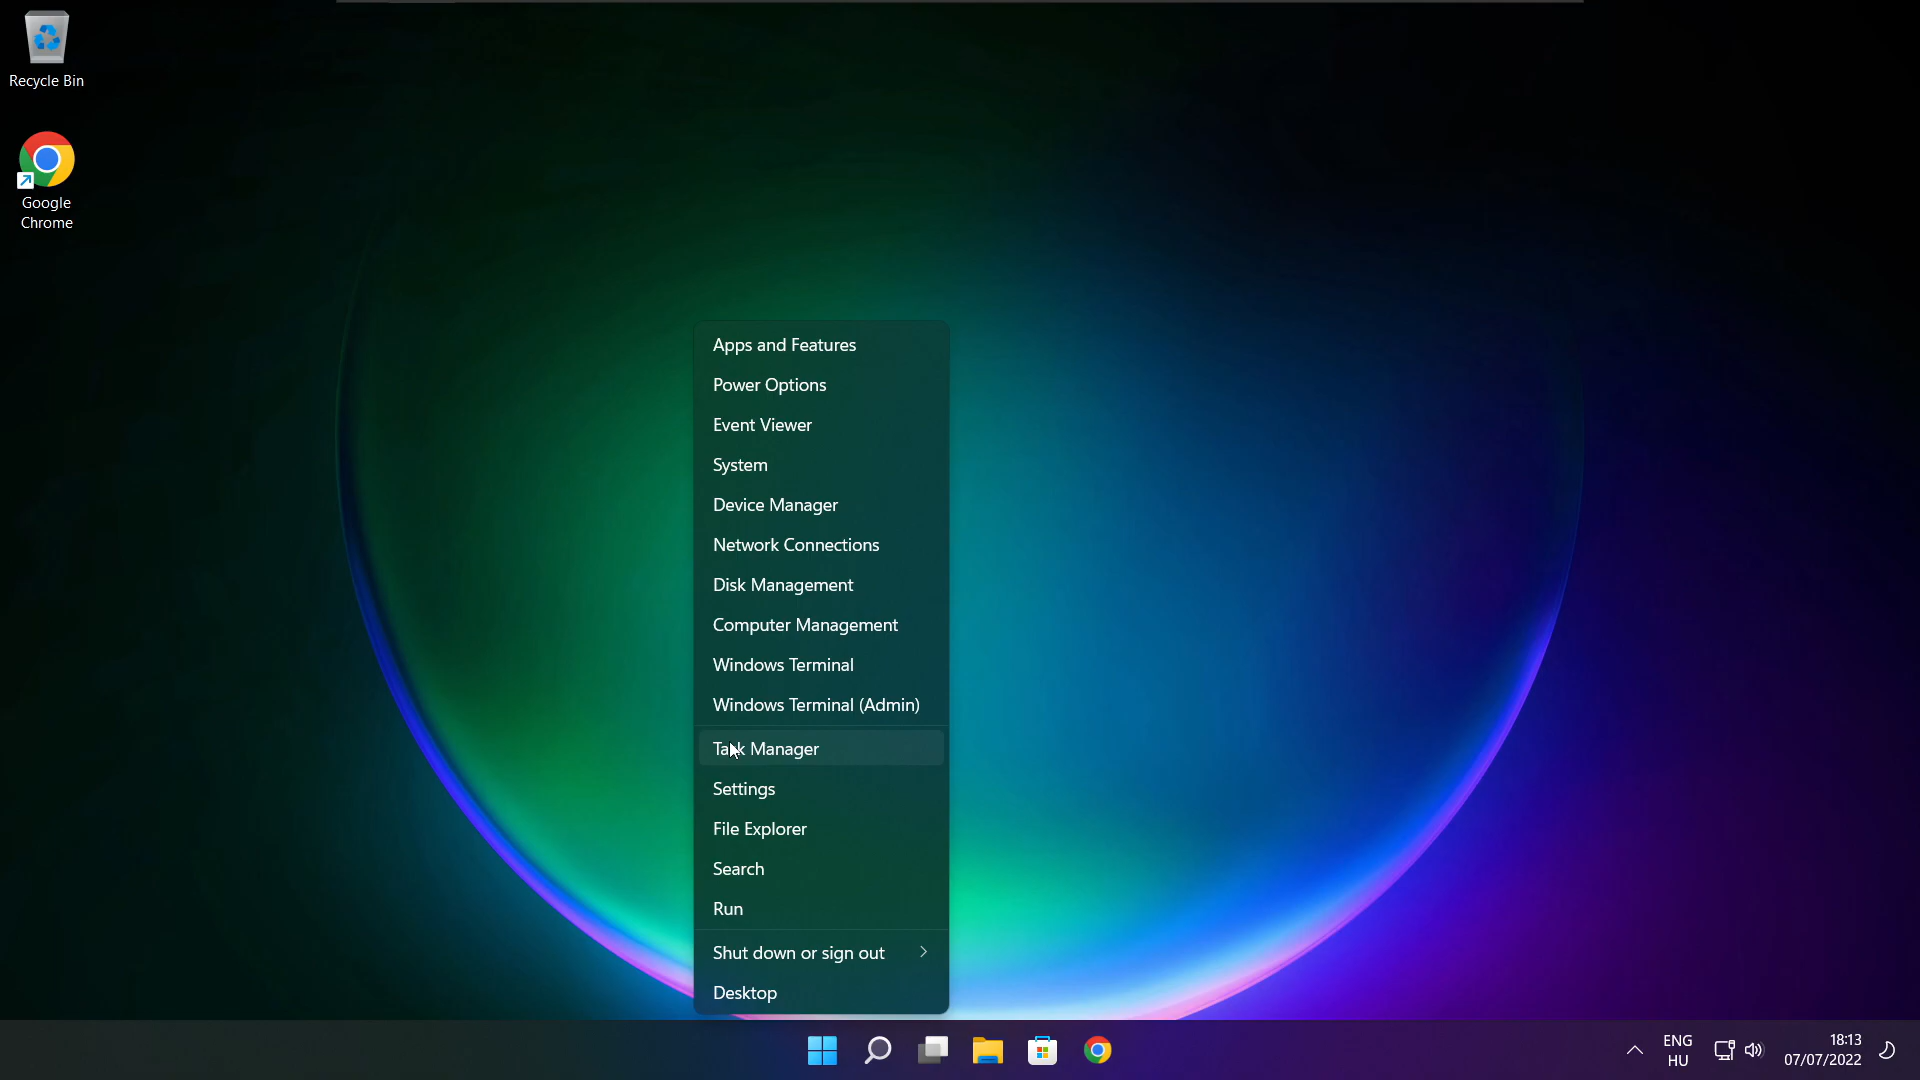 Recycle Bin
Google
Chrome
Apps and Features
Power Options
Event Viewer
System
Device Manager
Network Connections
Disk Management
Computer Management
Windows Terminal
Windows Terminal (Admin)
Task Manager
Settings
File Explorer
Search
Run
Shut down or sign out
Desktop
ENG
HU
18:13
07/07/2022